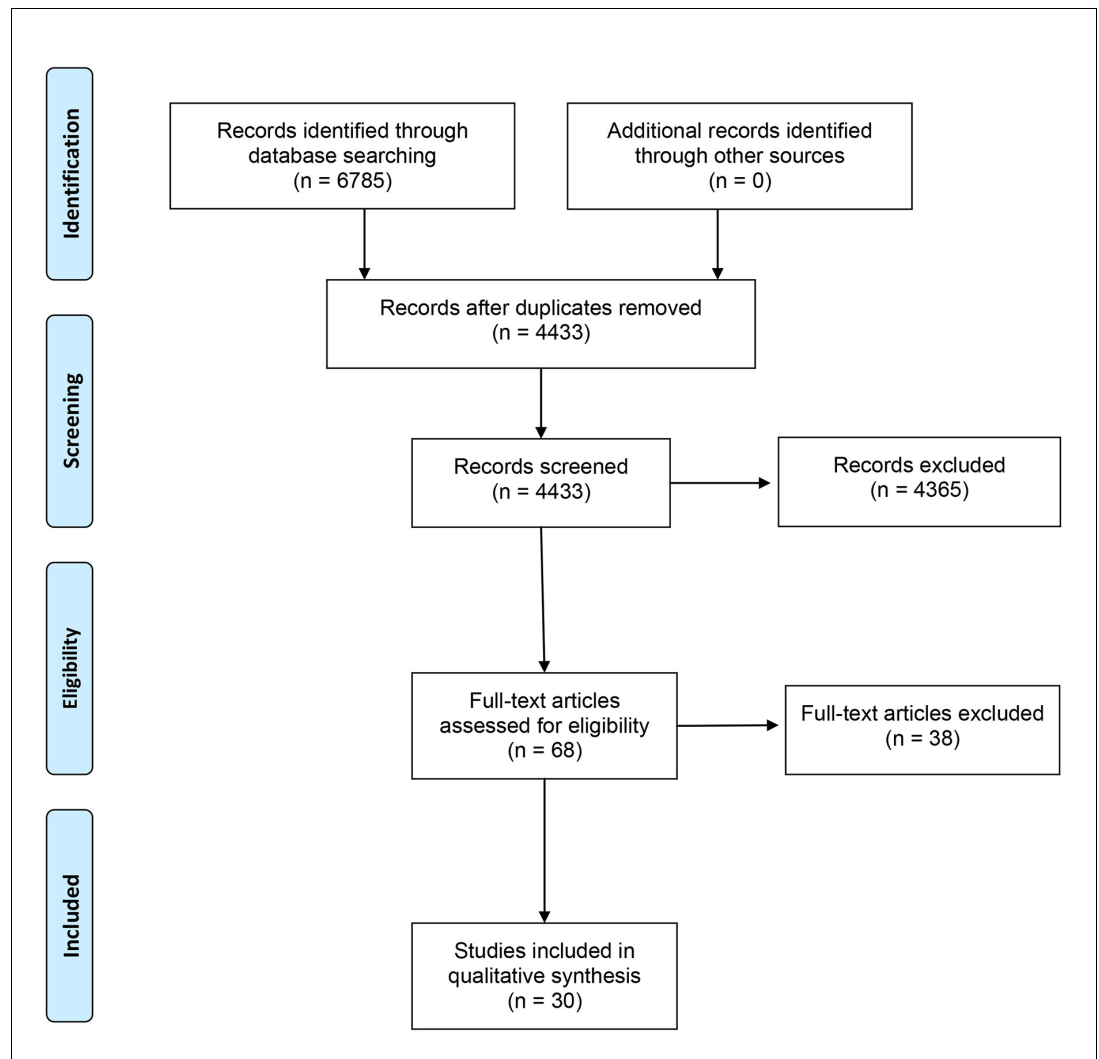 Identification
Records identified through
database searching
(n = 6785)
Additional records identified
through other sources
(n = 0)
Records after duplicates removed
(n = 4433)
Screening
Records screened
(n = 4433)
Records excluded
(n = 4365)
Eligibility
Full-text articles
assessed for eligibility
(n = 68)
Full-text articles excluded
(n = 38)
Included
Studies included in
qualitative synthesis
(n = 30)